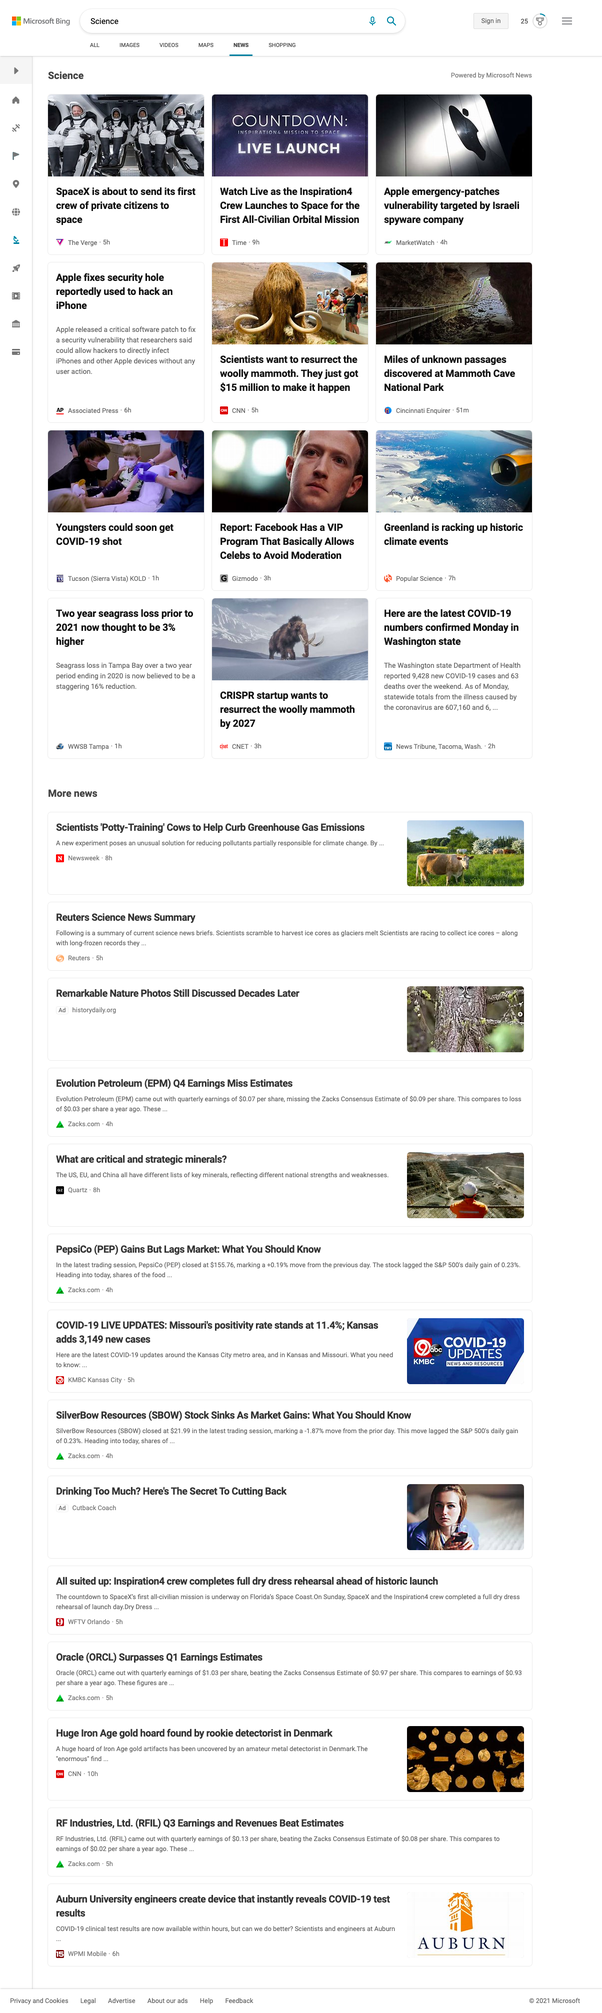 Microsoft Bing
Science
Sign in
25
ALL
IMAGES
VIDEOS
MAPS
NEWS
SHOPPING
Science
Powered by Microsoft News
SpaceX is about to send its first
crew of private citizens to
space
The Verge · 5h
COUNTDOWN:
INSPIRATION4 MISSION TO SPACE
LIVE LAUNCH
Watch Live as the Inspiration4
Crew Launches to Space for the
First All-Civilian Orbital Mission
Time · 9h
Apple emergency-patches
vulnerability targeted by Israeli
spyware company
MarketWatch · 4h
Apple fixes security hole
reportedly used to hack an
iPhone
Apple released a critical software patch to fix
a security vulnerability that researchers said
could allow hackers to directly infect
iPhones and other Apple devices without any
user action.
AP Associated Press · 6h
Scientists want to resurrect the
woolly mammoth. They just got
$15 million to make it happen
CNN · 5h
Miles of unknown passages
discovered at Mammoth Cave
National Park
Cincinnati Enquirer · 51m
Youngsters could soon get
COVID-19 shot
Tucson (Sierra Vista) KOLD · 1h
Report: Facebook Has a VIP
Program That Basically Allows
Celebs to Avoid Moderation
Gizmodo · 3h
Greenland is racking up historic
climate events
Popular Science · 7h
Two year seagrass loss prior to
2021 now thought to be 3%
higher
Seagrass loss in Tampa Bay over a two year
period ending in 2020 is now believed to be a
staggering 16% reduction.
WWSB Tampa · 1h
CRISPR startup wants to
resurrect the woolly mammoth
by 2027
CNET · 3h
Here are the latest COVID-19
numbers confirmed Monday in
Washington state
The Washington state Department of Health
reported 9,428 new COVID-19 cases and 63
deaths over the weekend. As of Monday,
statewide totals from the illness caused by
the coronavirus are 607,160 and 6, ...
News Tribune, Tacoma, Wash. · 2h
More news
Scientists 'Potty-Training' Cows to Help Curb Greenhouse Gas Emissions
A new experiment poses an unusual solution for reducing pollutants partially responsible for climate change. By ...
N Newsweek · 8h
Reuters Science News Summary
Following is a summary of current science news briefs. Scientists scramble to harvest ice cores as glaciers melt Scientists are racing to collect ice cores – along
with long-frozen records they ...
Reuters · 5h
Remarkable Nature Photos Still Discussed Decades Later
Ad historydaily.org
Evolution Petroleum (EPM) Q4 Earnings Miss Estimates
Evolution Petroleum (EPM) came out with quarterly earnings of $0.07 per share, missing the Zacks Consensus Estimate of $0.09 per share. This compares to loss
of $0.03 per share a year ago. These ...
Zacks.com · 4h
What are critical and strategic minerals?
The US, EU, and China all have different lists of key minerals, reflecting different national strengths and weaknesses.
Quartz · 8h
PepsiCo (PEP) Gains But Lags Market: What You Should Know
In the latest trading session, PepsiCo (PEP) closed at $155.76, marking a +0.19% move from the previous day. The stock lagged the S&P 500's daily gain of 0.23%.
Heading into today, shares of the food ...
Zacks.com · 4h
COVID-19 LIVE UPDATES: Missouri's positivity rate stands at 11.4%; Kansas
adds 3,149 new cases
Here are the latest COVID-19 updates around the Kansas City metro area, and in Kansas and Missouri. What you need
to know: ...
KMBC Kansas City · 5h
9 abc
KMBC
COVID-19
UPDATES
NEWS AND RESOURCES
SilverBow Resources (SBOW) Stock Sinks As Market Gains: What You Should Know
SilverBow Resources (SBOW) closed at $21.99 in the latest trading session, marking a -1.87% move from the prior day. This move lagged the S&P 500's daily gain
of 0.23%. Heading into today, shares of ...
Zacks.com · 4h
Drinking Too Much? Here's The Secret To Cutting Back
Ad Cutback Coach
All suited up: Inspiration4 crew completes full dry dress rehearsal ahead of historic launch
The countdown to SpaceX's first all-civilian mission is underway on Florida's Space Coast.On Sunday, SpaceX and the Inspiration4 crew completed a full dry dress
rehearsal of launch day.Dry Dress ...
9 WFTV Orlando · 5h
Oracle (ORCL) Surpasses Q1 Earnings Estimates
Oracle (ORCL) came out with quarterly earnings of $1.03 per share, beating the Zacks Consensus Estimate of $0.97 per share. This compares to earnings of $0.93
per share a year ago. These figures are ...
Zacks.com · 5h
Huge Iron Age gold hoard found by rookie detectorist in Denmark
A huge hoard of Iron Age gold artifacts has been uncovered by an amateur metal detectorist in Denmark.The
"enormous" find ...
CNN · 10h
RF Industries, Ltd. (RFIL) Q3 Earnings and Revenues Beat Estimates
RF Industries, Ltd. (RFIL) came out with quarterly earnings of $0.13 per share, beating the Zacks Consensus Estimate of $0.08 per share. This compares to
earnings of $0.02 per share a year ago. These ...
Zacks.com · 5h
Auburn University engineers create device that instantly reveals COVID-19 test
results
COVID-19 clinical test results are now available within hours, but can we do better? Scientists and engineers at Auburn
...
15 WPMI Mobile · 6h
AUBURN
Privacy and Cookies
Legal
Advertise
About our ads
Help
Feedback
© 2021 Microsoft